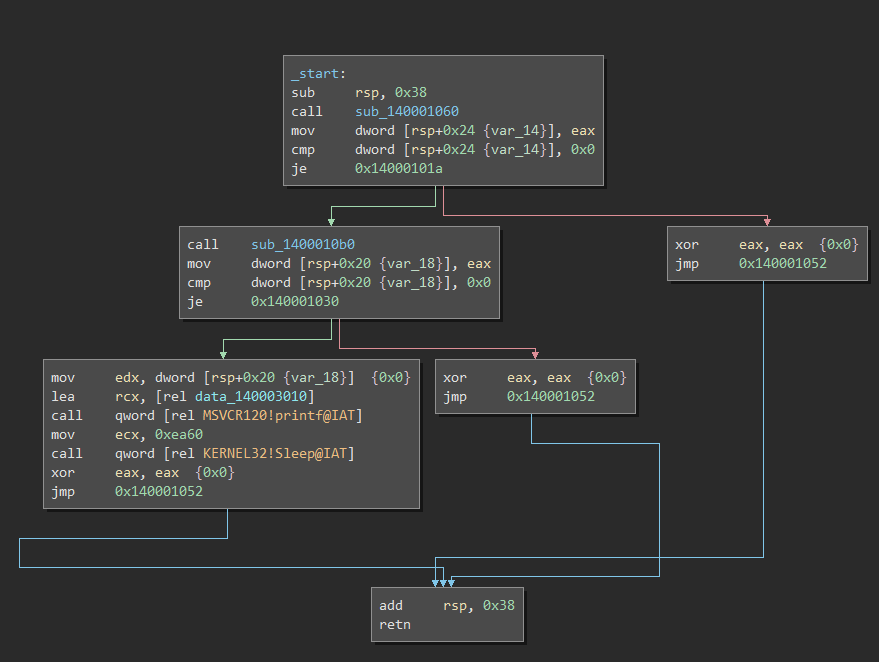 _start:
sub rsp, 0x38
call sub_140001060
mov dword [rsp+0x24 {var_14}], eax
cmp dword [rsp+0x24 {var_14}], 0x0
je 0x14000101a
call sub_1400010b0
mov dword [rsp+0x20 {var_18}], eax
cmp dword [rsp+0x20 {var_18}], 0x0
je 0x140001030
xor eax, eax {0x0}
jmp 0x140001052
mov edx, dword [rsp+0x20 {var_18}] {0x0}
lea rcx, [rel data_140003010]
call qword [rel MSVCR120!printf@IAT]
mov ecx, 0xea60
call qword [rel KERNEL32!Sleep@IAT]
xor eax, eax {0x0}
jmp 0x140001052
xor eax, eax {0x0}
jmp 0x140001052
add rsp, 0x38
retn